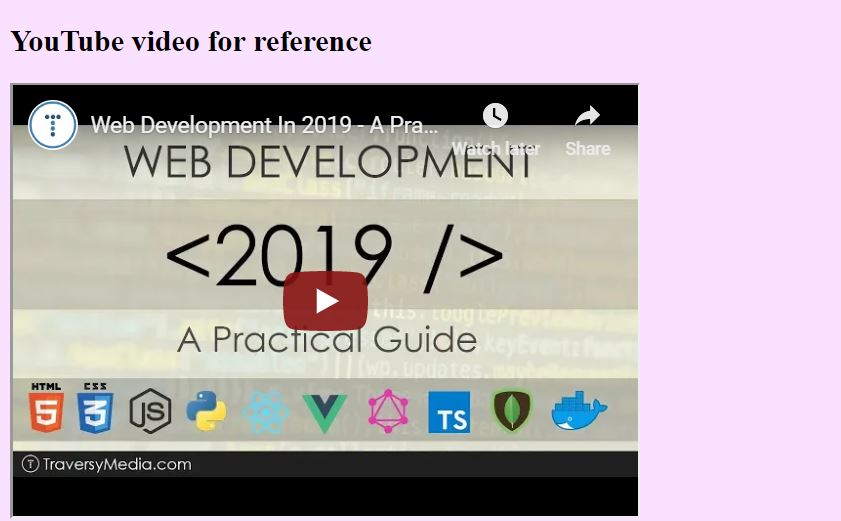 YouTube video for reference
Web Development In 2019 - A Pra...
Watch later
Share
WEB DEVELOPMENT
<2019 />
A Practical Guide
HTML
5
CSS
3
JS
TS
TraversyMedia.com